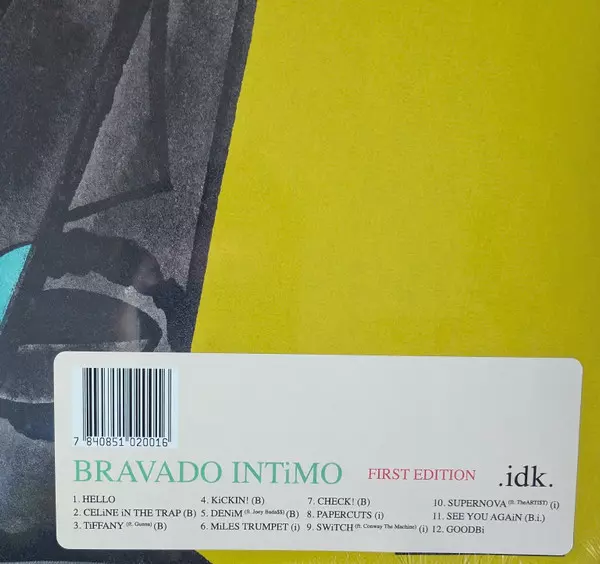 7 840851 020016
BRAVADO INTiMO FIRST EDITION .idk.
1. HELLO 4. KiCKIN! (B) 7. CHECK! (B) 10. SUPERNOVA (ft. TheARTIST) (i)
2. CELiNE iN THE TRAP (B) 5. DENiM (ft. Joey Bada$$) (B) 8. PAPERCUTS (i) 11. SEE YOU AGAiN (B.i.)
3. TiFFANY (ft. Gunna) (B) 6. MiLES TRUMPET (i) 9. SWiTCH (ft. Conway The Machine) (i) 12. GOODBi